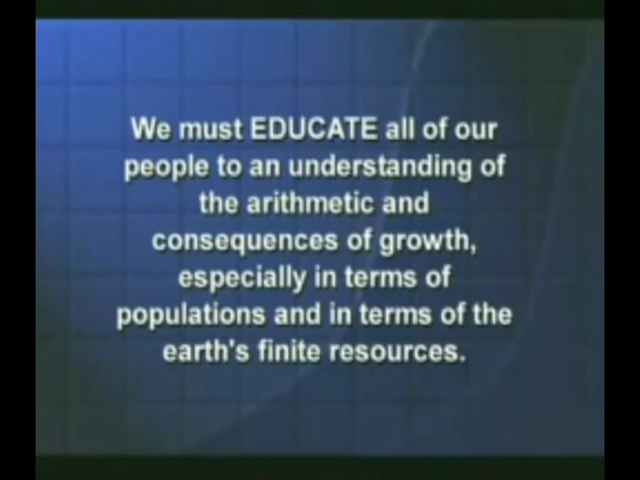 We must EDUCATE all of our
people to an understanding of
the arithmetic and
consequences of growth,
especially in terms of
populations and in terms of the
earth's finite resources.